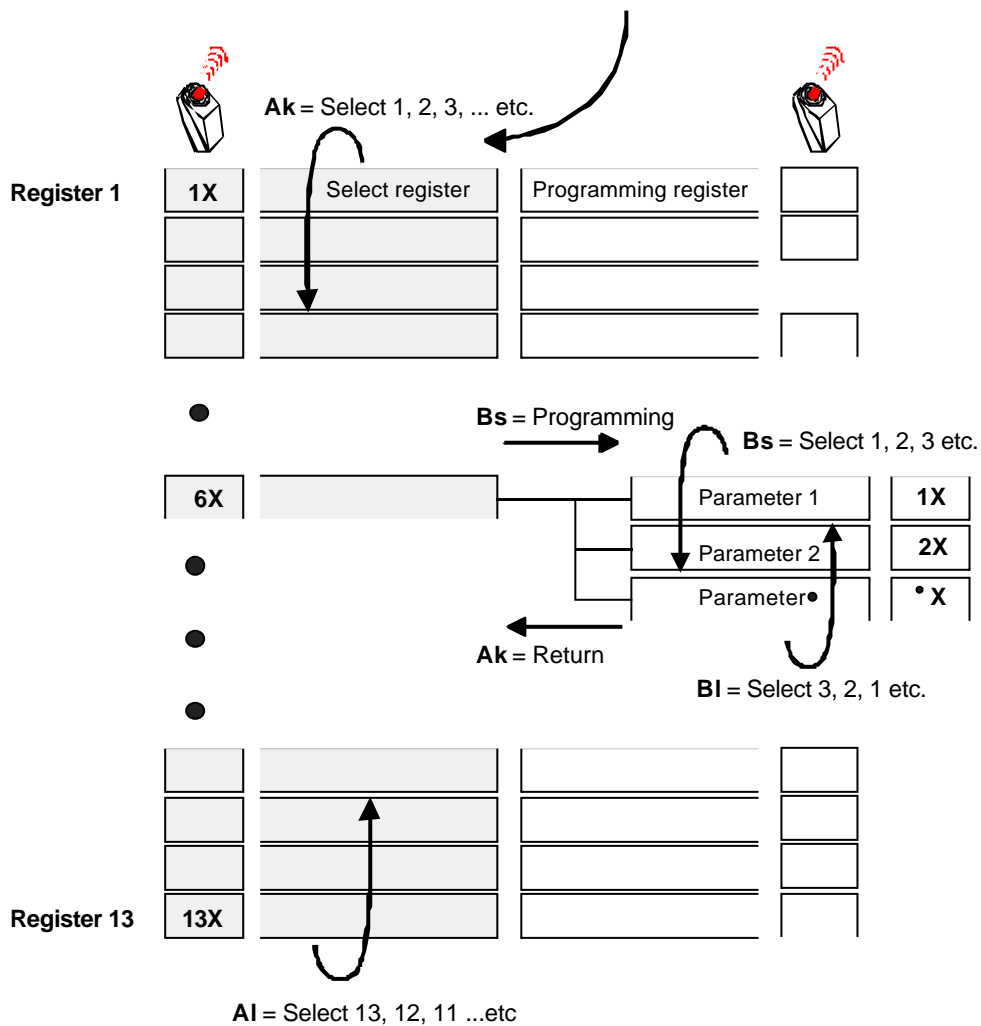 Ak = Select 1, 2, 3, ... etc.
Register 1
1X
Select register
Programming register
Bs = Programming
Bs = Select 1, 2, 3 etc.
6X
Parameter 1
1X
Parameter 2
2X
Parameter•
• X
Ak = Return
Bl = Select 3, 2, 1 etc.
Register 13
13X
Al = Select 13, 12, 11 ...etc